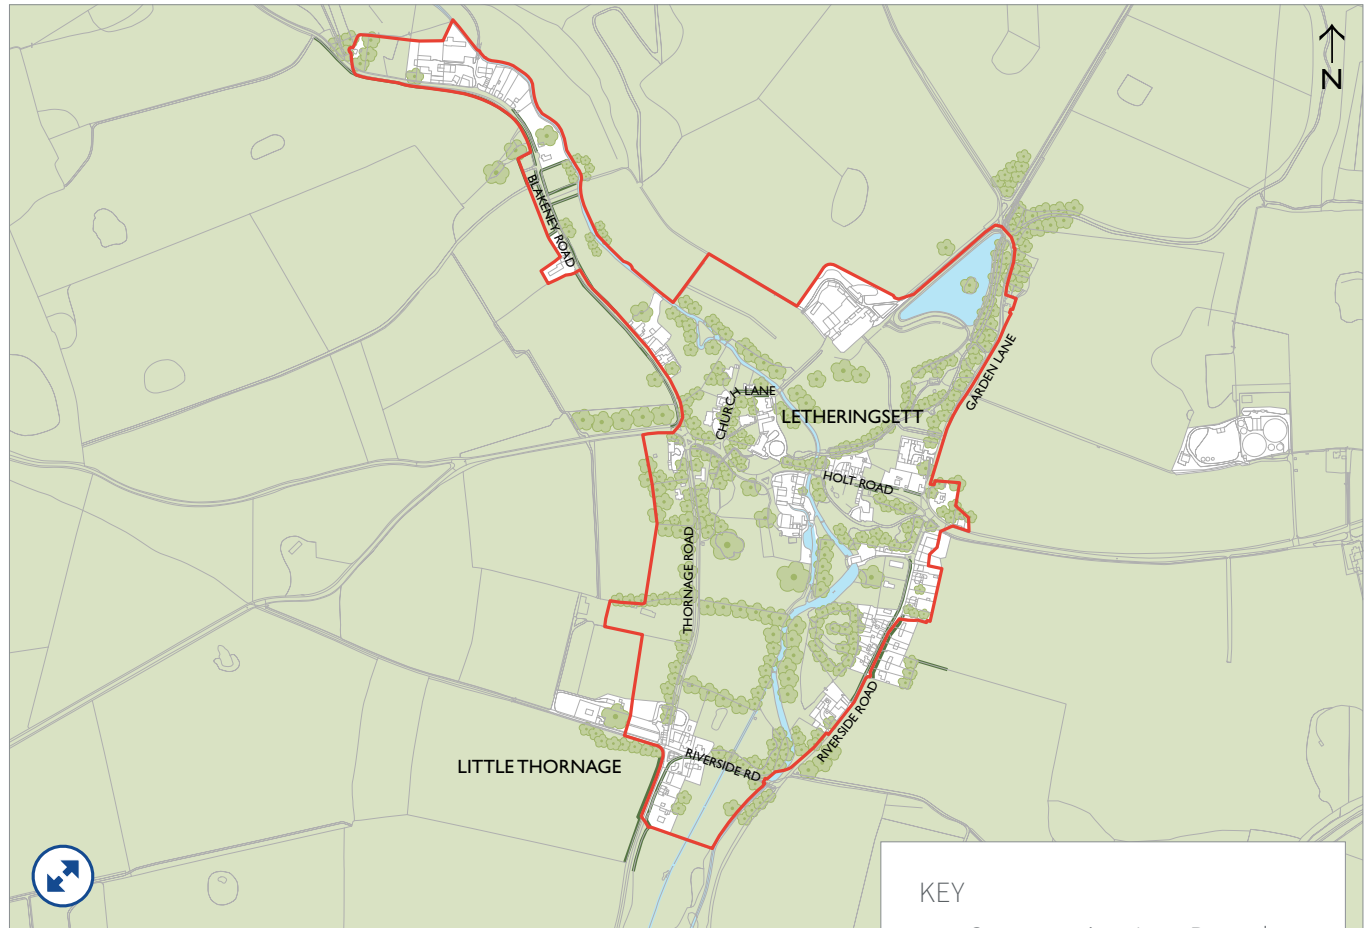 N
BLAKENEY ROAD
GARDEN LANE
CHURCH LANE
LETHERINGSETT
HOLT ROAD
THORNAGE ROAD
RIVERSIDE ROAD
RIVERSIDE RD
LITTLE THORNAGE
KEY